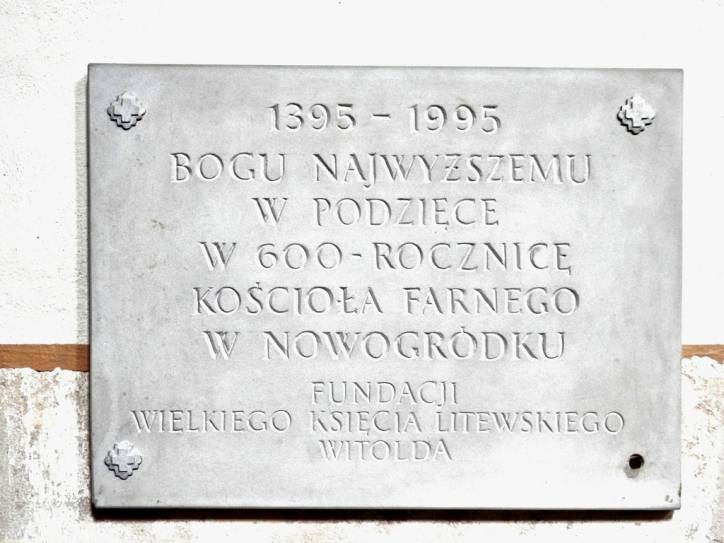 1395 – 1995
BOGU NAJWYŻSZEMU
W PODZIĘCE
W 600-ROCZNICĘ
KOŚCIOŁA FARNEGO
W NOWOGRÓDKU
FUNDACJI
WIELKIEGO KSIĘCIA LITEWSKIEGO
WITOLDA